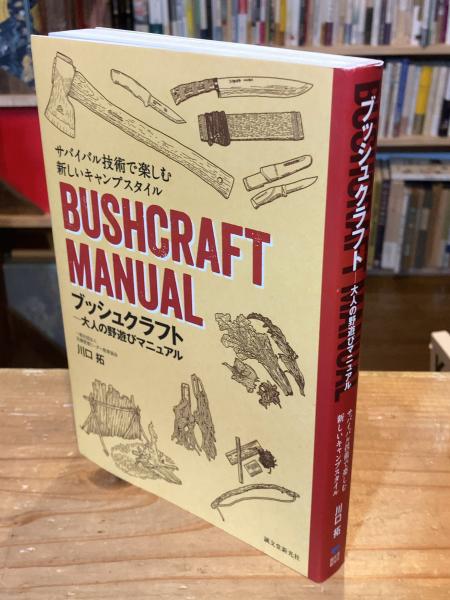 サバイバル技術で楽しむ
新しいキャンプスタイル
BUSHCRAFT
MANUAL
ブッシュクラフト
―大人の野遊びマニュアル
川口 拓
誠文堂新光社
BUSHCRAFT MANUAL
ブッシュクラフト
―大人の野遊びマニュアル
サバイバル技術で楽しむ
新しいキャンプスタイル
川口 拓